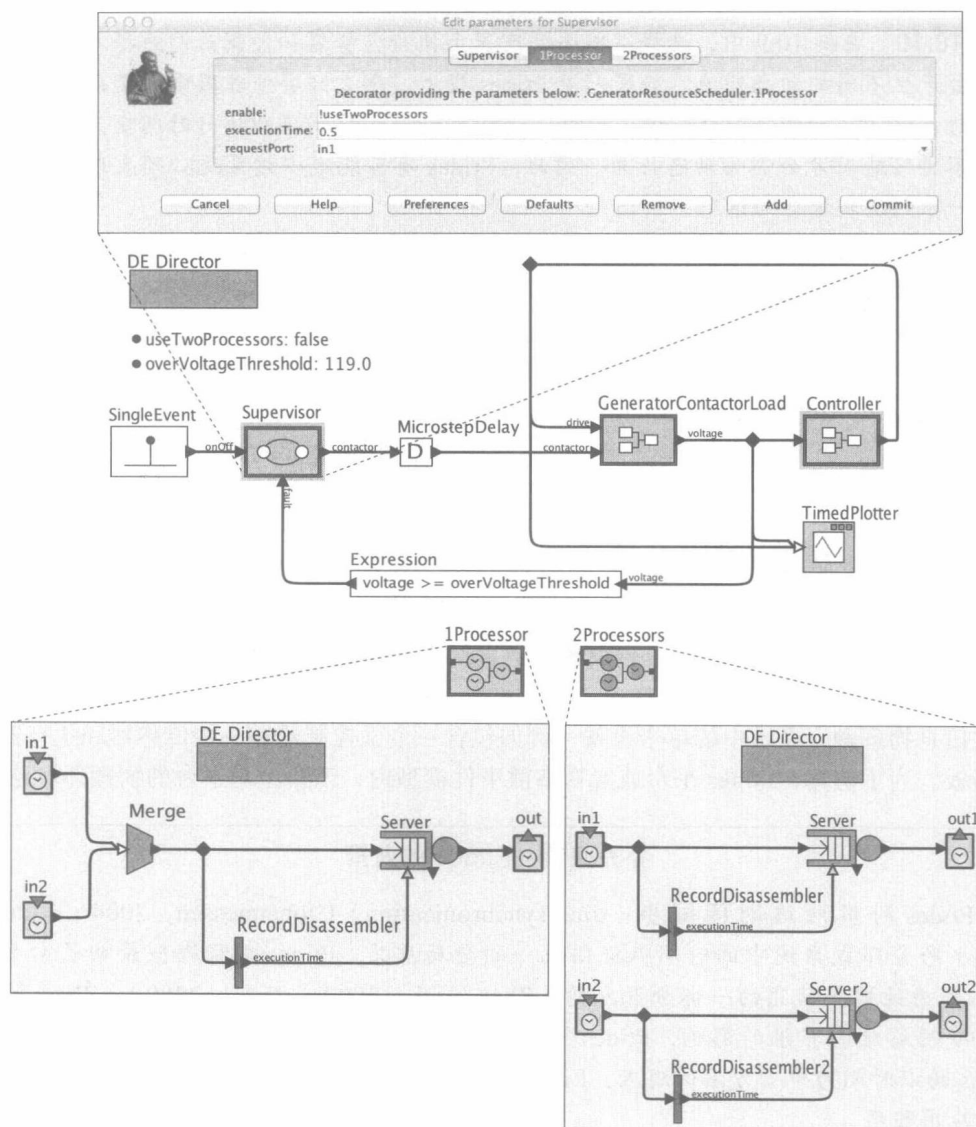 Edit parameters for Supervisor
Supervisor 1Processor 2Processors
Decorator providing the parameters below: .GeneratorResourceScheduler.1Processor
enable: !useTwoProcessors
executionTime: 0.5
requestPort: in1
Cancel Help Preferences Defaults Remove Add Commit
DE Director
• useTwoProcessors: false
• overVoltageThreshold: 119.0
SingleEvent
onOff
Supervisor
contactor
fault
MicrostepDelay
D
GeneratorContactorLoad
drive
contactor
voltage
Controller
TimedPlotter
Expression
voltage >= overVoltageThreshold
voltage
1Processor
2Processors
DE Director
in1
Merge
in2
Server
out
RecordDisassembler
executionTime
DE Director
in1
Server
out1
RecordDisassembler
executionTime
in2
Server2
out2
RecordDisassembler2
executionTime